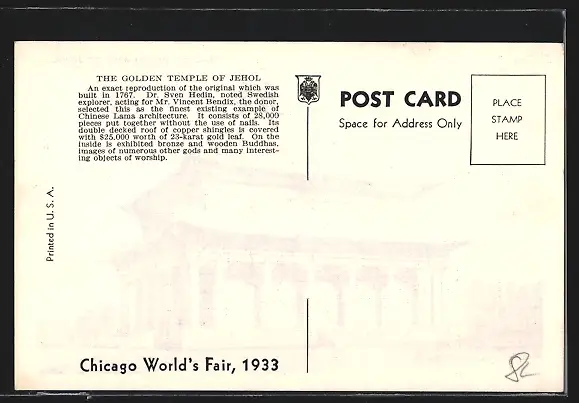 THE GOLDEN TEMPLE OF JEHOL
An exact reproduction of the original which was
built in 1767. Dr. Sven Hedin, noted Swedish
explorer, acting for Mr. Vincent Bendix, the donor,
selected this as the finest existing example of
Chinese Lama architecture. It consists of 28,000
pieces put together without the use of nails. Its
double decked roof of copper shingles is covered
with $25,000 worth of 23-karat gold leaf. On the
inside is exhibited bronze and wooden Buddhas,
images of numerous other gods and many interest-
ing objects of worship.
POST CARD
Space for Address Only
PLACE
STAMP
HERE
Printed in U. S. A.
Chicago World's Fair, 1933